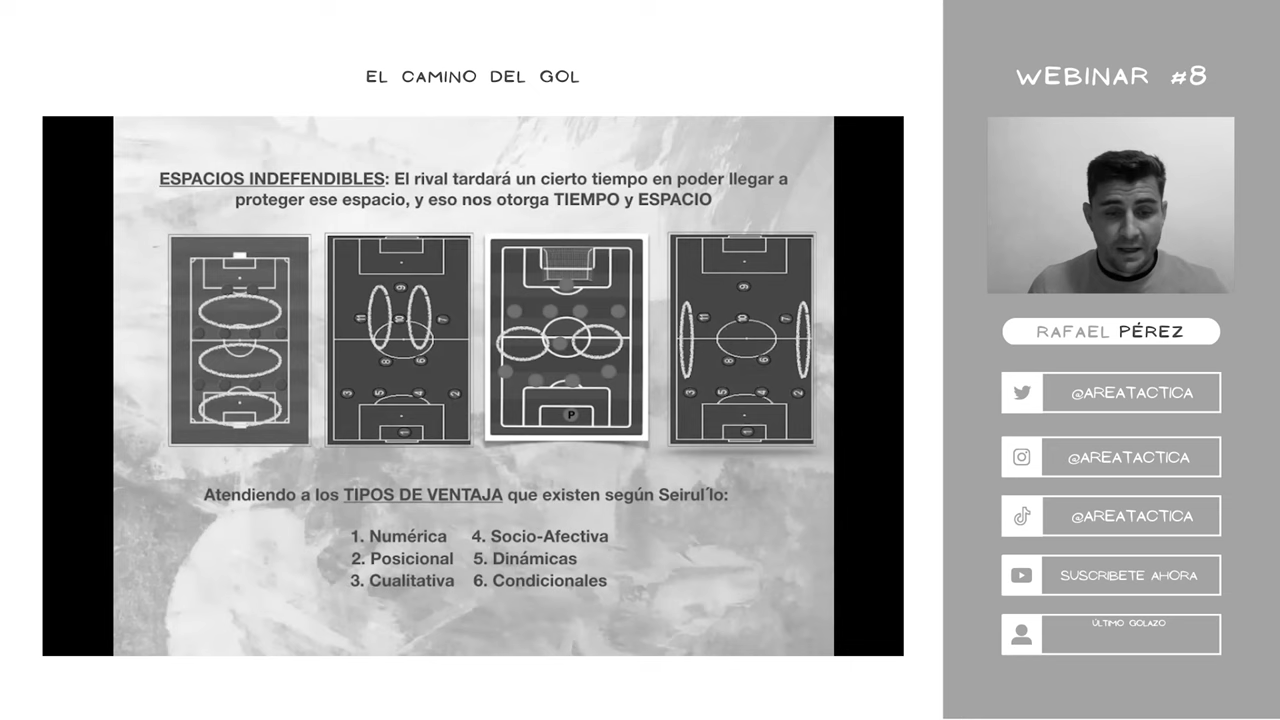 EL CAMINO DEL GOL
WEBINAR #8
ESPACIOS INDEFENDIBLES: El rival tardará un cierto tiempo en poder llegar a
proteger ese espacio, y eso nos otorga TIEMPO y ESPACIO
P
Atendiendo a los TIPOS DE VENTAJA que existen según Seirul´lo:
1. Numérica 4. Socio-Afectiva
2. Posicional 5. Dinámicas
3. Cualitativa 6. Condicionales
RAFAEL PÉREZ
@AREATACTICA
@AREATACTICA
@AREATACTICA
SUSCRIBETE AHORA
ÚLTIMO GOLAZO